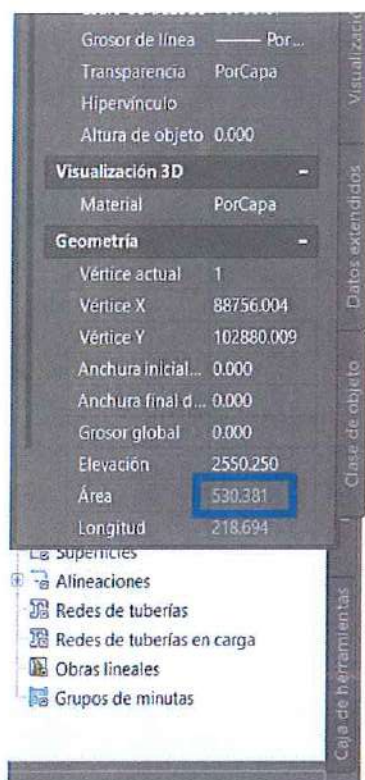 Grosor de línea Por...
Transparencia PorCapa
Hipervínculo
Altura de objeto 0.000
Visualización 3D
Material PorCapa
Geometría
Vértice actual 1
Vértice X 88756.004
Vértice Y 102880.009
Anchura inicial... 0.000
Anchura final d... 0.000
Grosor global 0.000
Elevación 2550.250
Área 530.381
Longitud 218.694
Superficies
Alineaciones
Redes de tuberías
Redes de tuberías en carga
Obras lineales
Grupos de minutas
Datos extendidos
Clase de objeto
Caja de herramientas